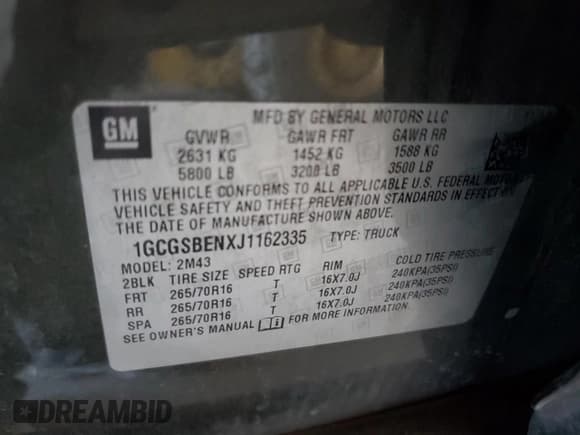 GM
MFD BY GENERAL MOTORS LLC
GVWR GAWR FRT GAWR RR
2631 KG 1452 KG 1588 KG
5800 LB 3200 LB 3500 LB
THIS VEHICLE CONFORMS TO ALL APPLICABLE U.S. FEDERAL MOTOR
VEHICLE SAFETY AND THEFT PREVENTION STANDARDS IN EFFECT
THE DATE OF MANUFACTURE SHOWN ABOVE.
1GCGSBENXJ1162335 TYPE: TRUCK
MODEL: 2M43
2BLK TIRE SIZE SPEED RTG RIM COLD TIRE PRESSURE
FRT 265/70R16 T 16X7.0J 240KPA(35PSI)
RR 265/70R16 T 16X7.0J 240KPA(35PSI)
SPA 265/70R16 T 16X7.0J 240KPA(35PSI)
SEE OWNER'S MANUAL FOR MORE INFORMATION.
DREAMBID